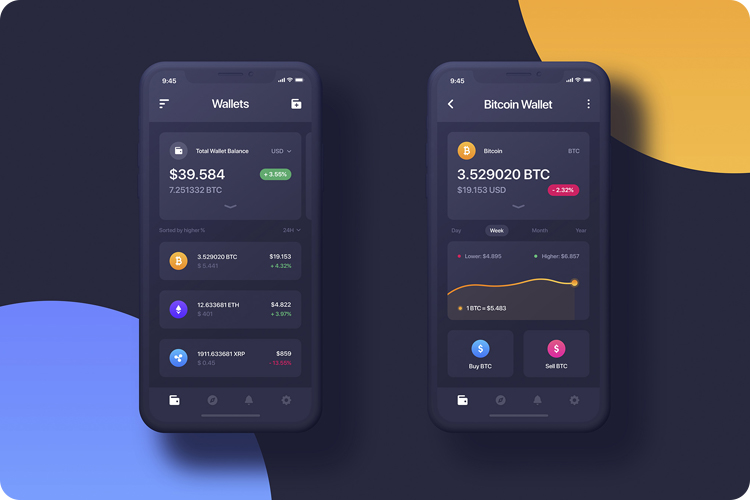 9:45
Wallets
Total Wallet Balance USD
$39.584 + 3.55%
7.251332 BTC
Sorted by higher % 24H
3.529020 BTC $19.153
$ 5.441 + 4.32%
12.633681 ETH $4.822
$ 401 + 3.97%
1911.633681 XRP $859
$ 0.45 - 13.55%
9:45
Bitcoin Wallet
Bitcoin BTC
3.529020 BTC
$19.153 USD - 2.32%
Day Week Month Year
Lower: $4.895 Higher: $6.857
1 BTC = $5.483
Buy BTC Sell BTC